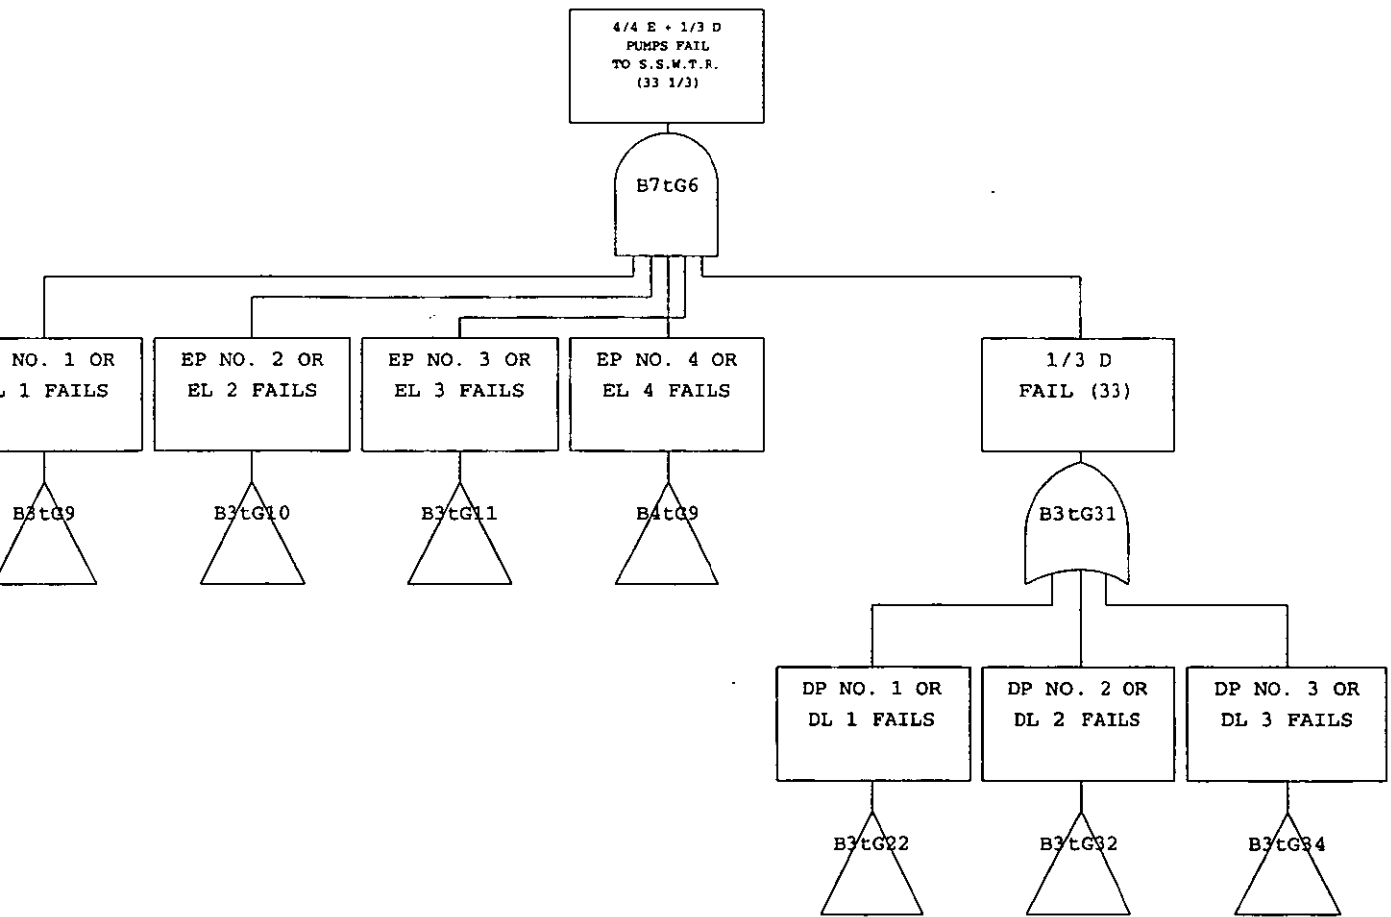 4/4 E + 1/3 D
PUMPS FAIL
TO S.S.W.T.R.
(33 1/3)
B7tG6
NO. 1 OR
1 FAILS
EP NO. 2 OR
EL 2 FAILS
EP NO. 3 OR
EL 3 FAILS
EP NO. 4 OR
EL 4 FAILS
1/3 D
FAIL (33)
B3tG9
B3tG10
B3tG11
B4tG9
B3tG31
DP NO. 1 OR
DL 1 FAILS
DP NO. 2 OR
DL 2 FAILS
DP NO. 3 OR
DL 3 FAILS
B3tG22
B3tG32
B3tG34